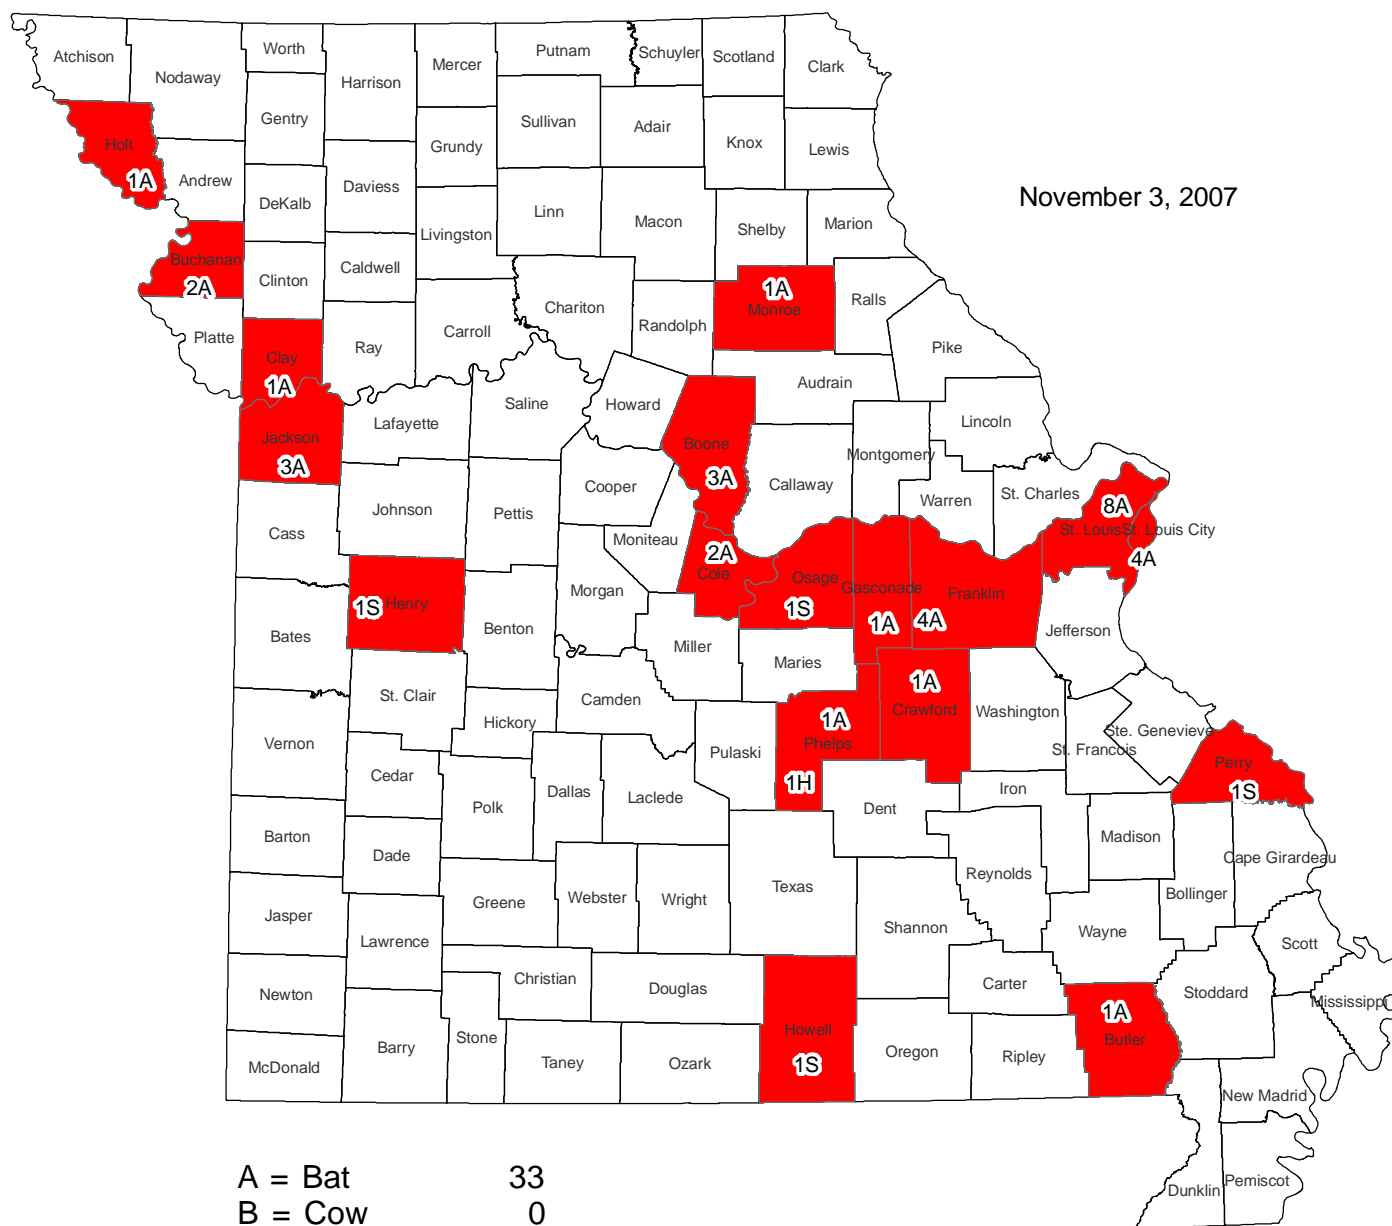 Atchison
Nodaway
Worth
Harrison
Mercer
Putnam
Schuyler
Scotland
Clark
Gentry
Sullivan
Adair
Knox
Lewis
Holt
1A
Andrew
DeKalb
Daviess
Grundy
Linn
Macon
Shelby
Marion
November 3, 2007
Livingston
Buchanan
2A
Clinton
Caldwell
Chariton
Randolph
1A
Monroe
Ralls
Pike
Platte
Clay
1A
Ray
Carroll
Audrain
Saline
Howard
Lincoln
Jackson
3A
Lafayette
Boone
3A
Montgomery
Callaway
Warren
St. Charles
8A
St. Louis
St. Louis City
4A
Cooper
Johnson
Pettis
Cass
Moniteau
2A
Cole
Osage
1S
Gasconade
1A
Franklin
4A
1S
Henry
Morgan
Benton
Bates
Miller
Maries
Jefferson
St. Clair
Camden
Hickory
1A
Phelps
1H
1A
Crawford
Washington
Ste. Genevieve
St. Francois
Perry
1S
Vernon
Cedar
Pulaski
Polk
Dallas
Laclede
Dent
Iron
Barton
Dade
Madison
Cape Girardeau
Reynolds
Bollinger
Jasper
Greene
Webster
Wright
Texas
Lawrence
Shannon
Wayne
Scott
Newton
Christian
Douglas
Carter
Stoddard
Mississippi
Howell
1S
1A
Butler
McDonald
Barry
Stone
Taney
Ozark
Oregon
Ripley
New Madrid
Dunklin
Pemiscot
A = Bat 33
B = Cow 0